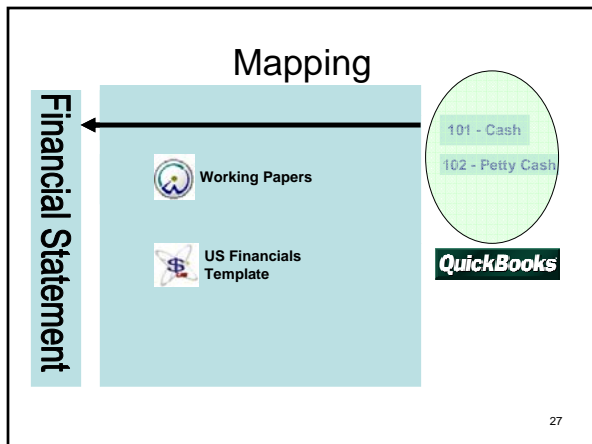 Mapping
Financial Statement
101 - Cash
102 - Petty Cash
Working Papers
US Financials
Template
QuickBooks
27